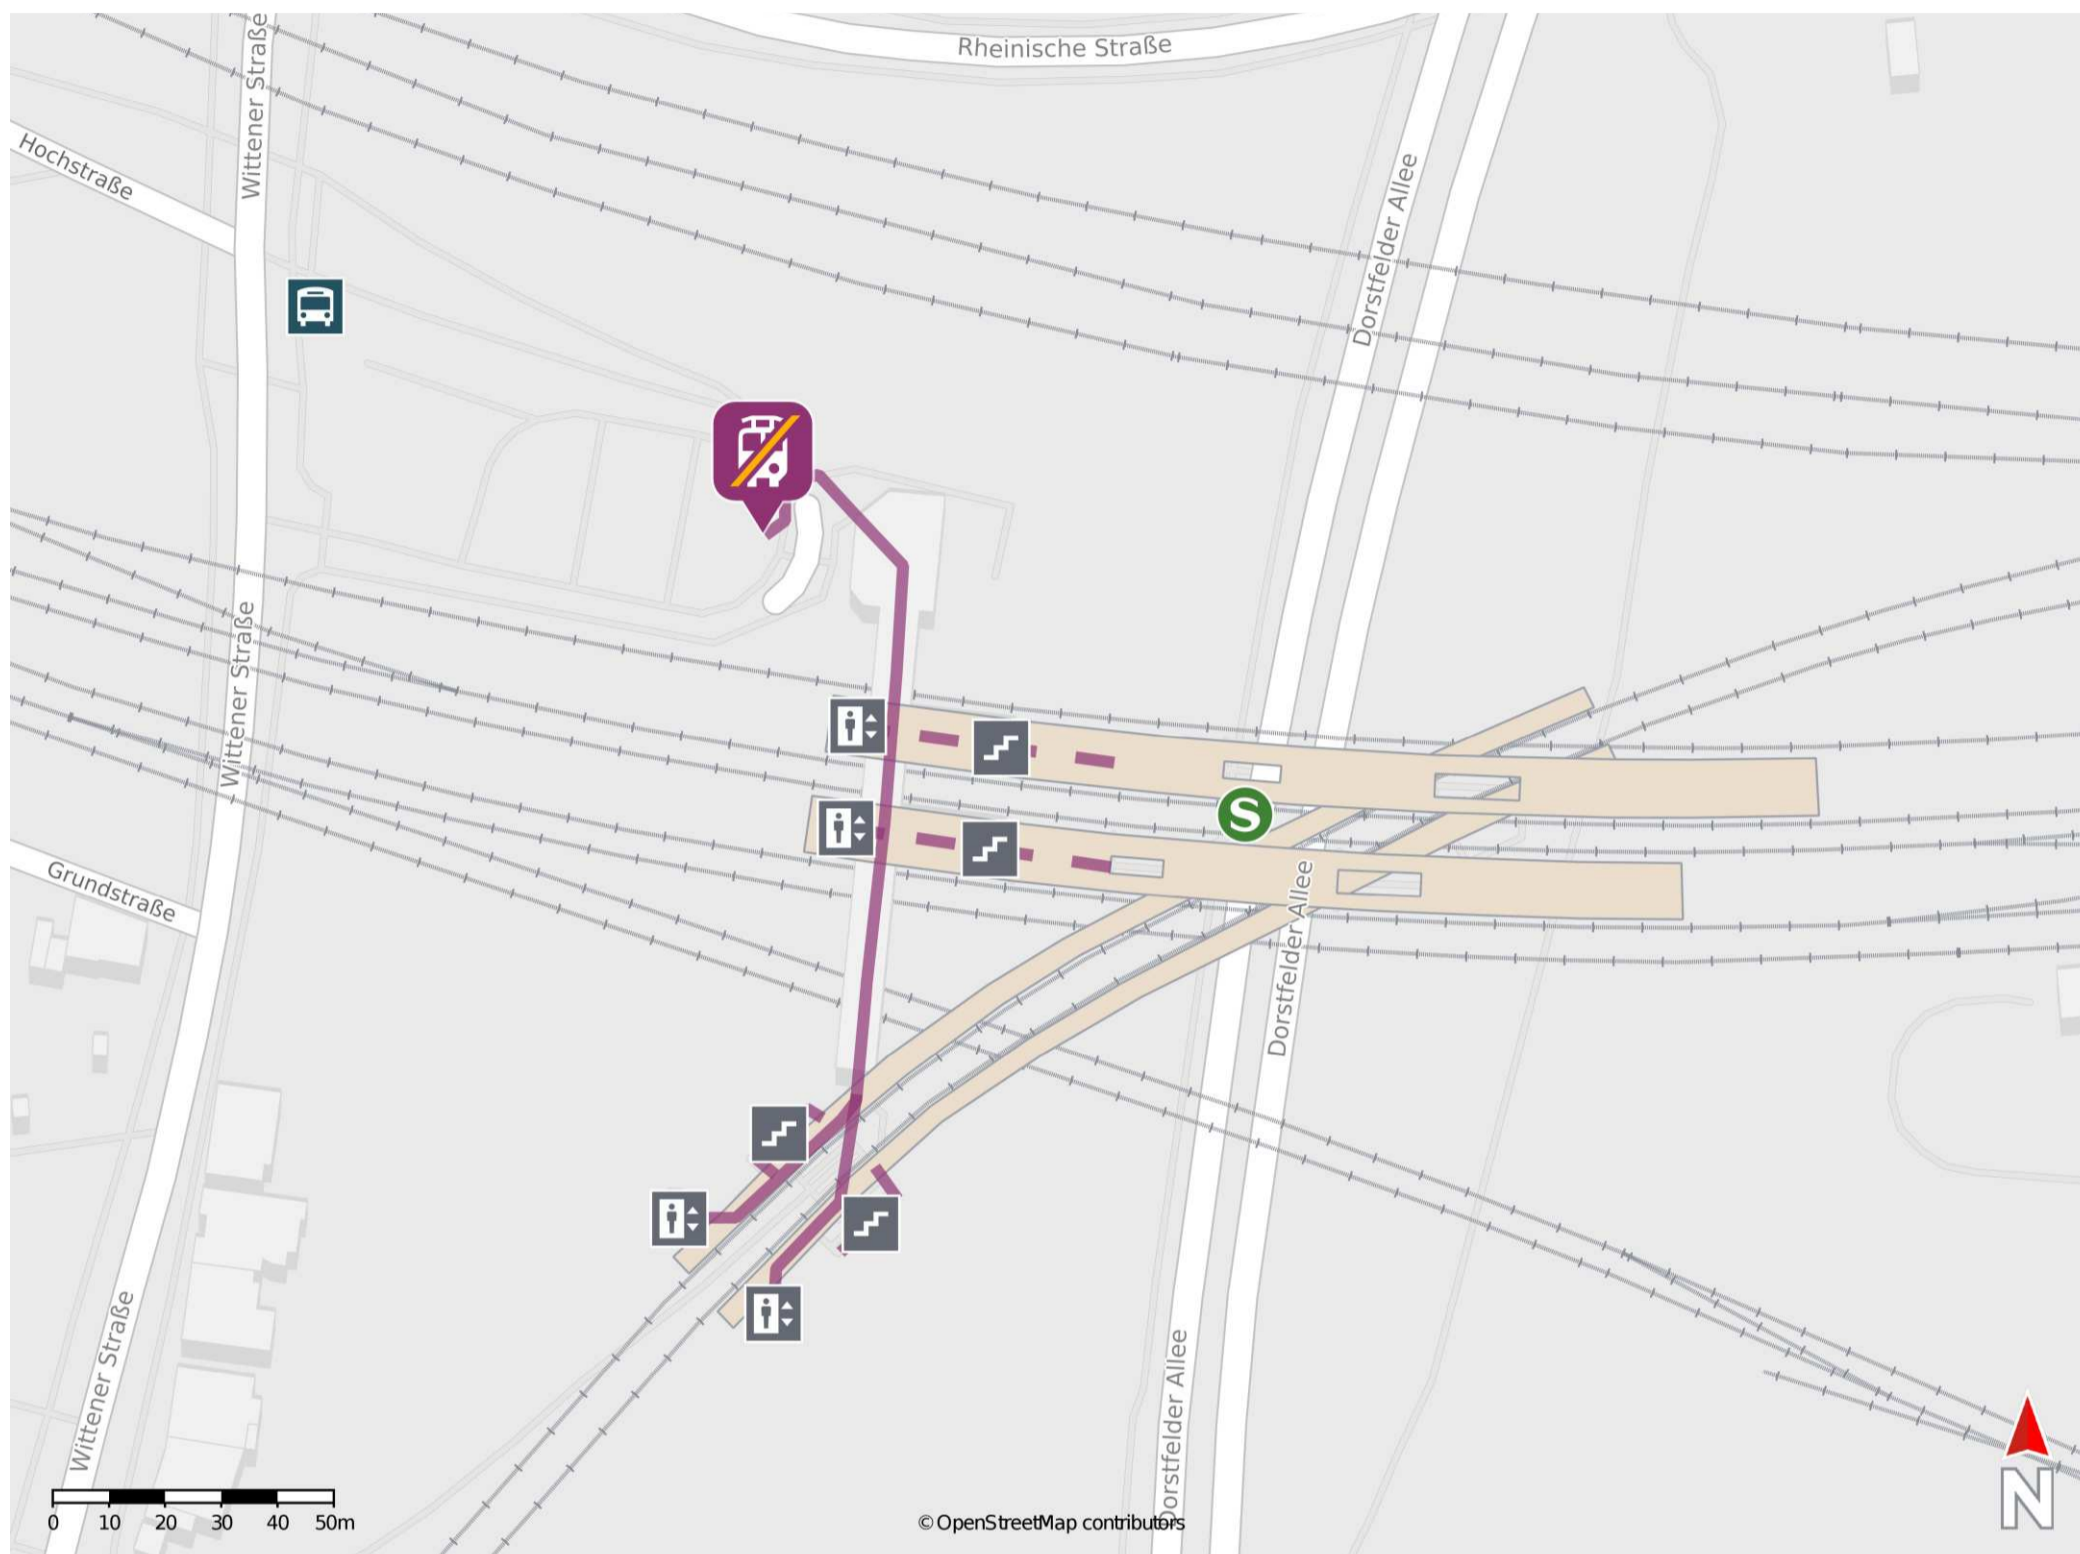 Rheinische Straße
Wittener Straße
Hochstraße
Dorstfelder Allee
Wittener Straße
S
Grundstraße
Dorstfelder Allee
Wittener Straße
Dorstfelder Allee
N
0 10 20 30 40 50m
© OpenStreetMap contributors